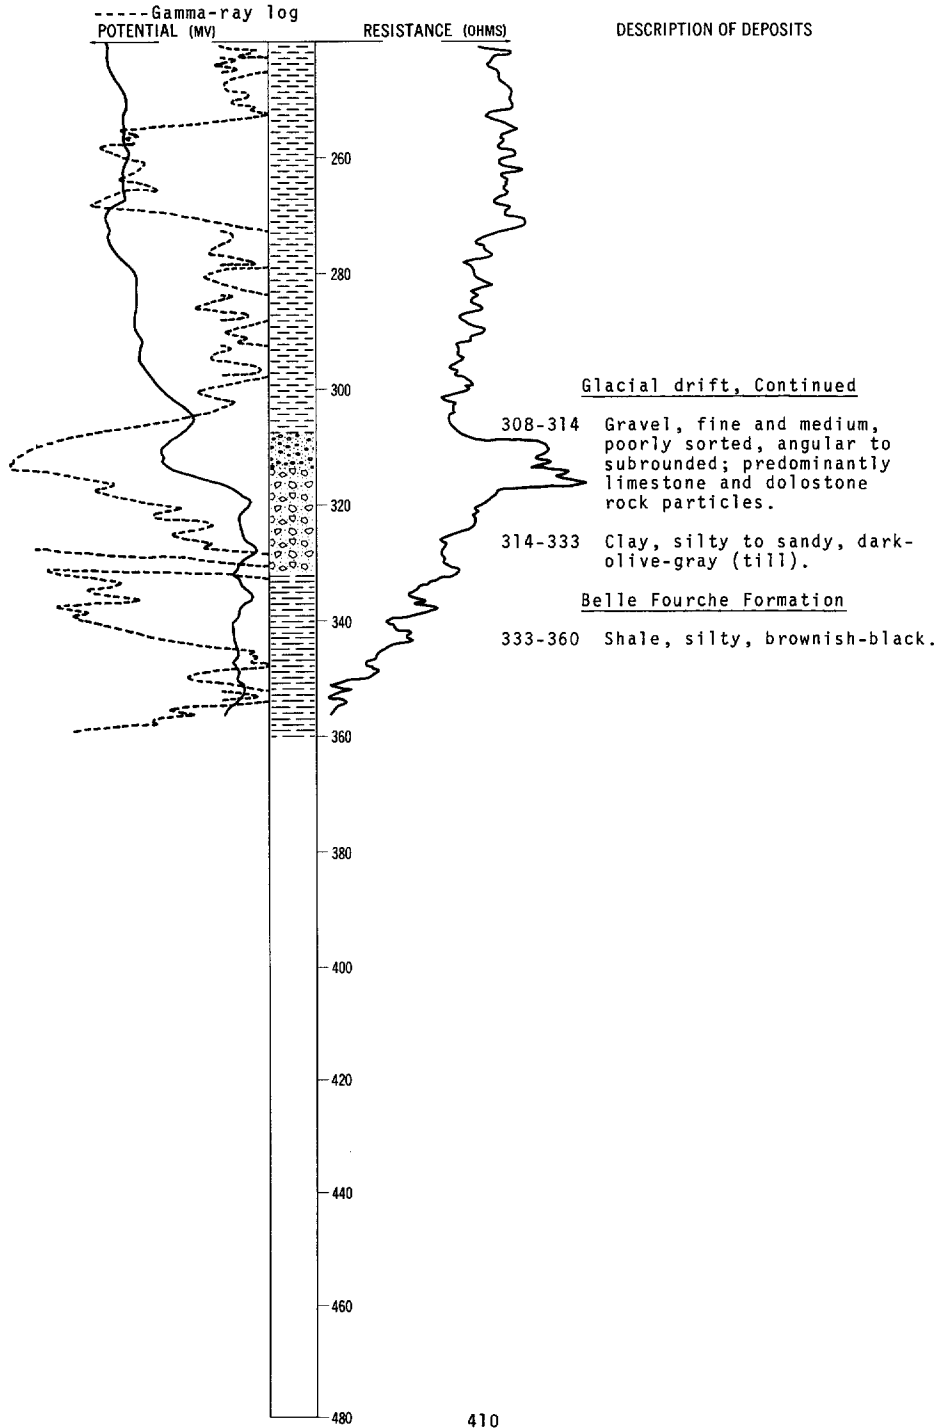 -----Gamma-ray log
POTENTIAL (MV) RESISTANCE (OHMS) DESCRIPTION OF DEPOSITS
260
280
300
Glacial drift, Continued
308-314 Gravel, fine and medium,
poorly sorted, angular to
subrounded; predominantly
limestone and dolostone
rock particles.
320
314-333 Clay, silty to sandy, dark-
olive-gray (till).
Belle Fourche Formation
340
333-360 Shale, silty, brownish-black.
360
380
400
420
440
460
480
410